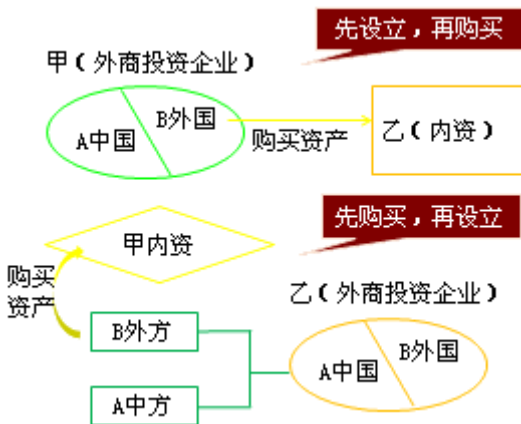 先设立，再购买
甲（外商投资企业）
A中国
B外国
购买资产
乙（内资）
先购买，再设立
甲内资
购买
资产
乙（外商投资企业）
B外方
A中国
B外国
A中方